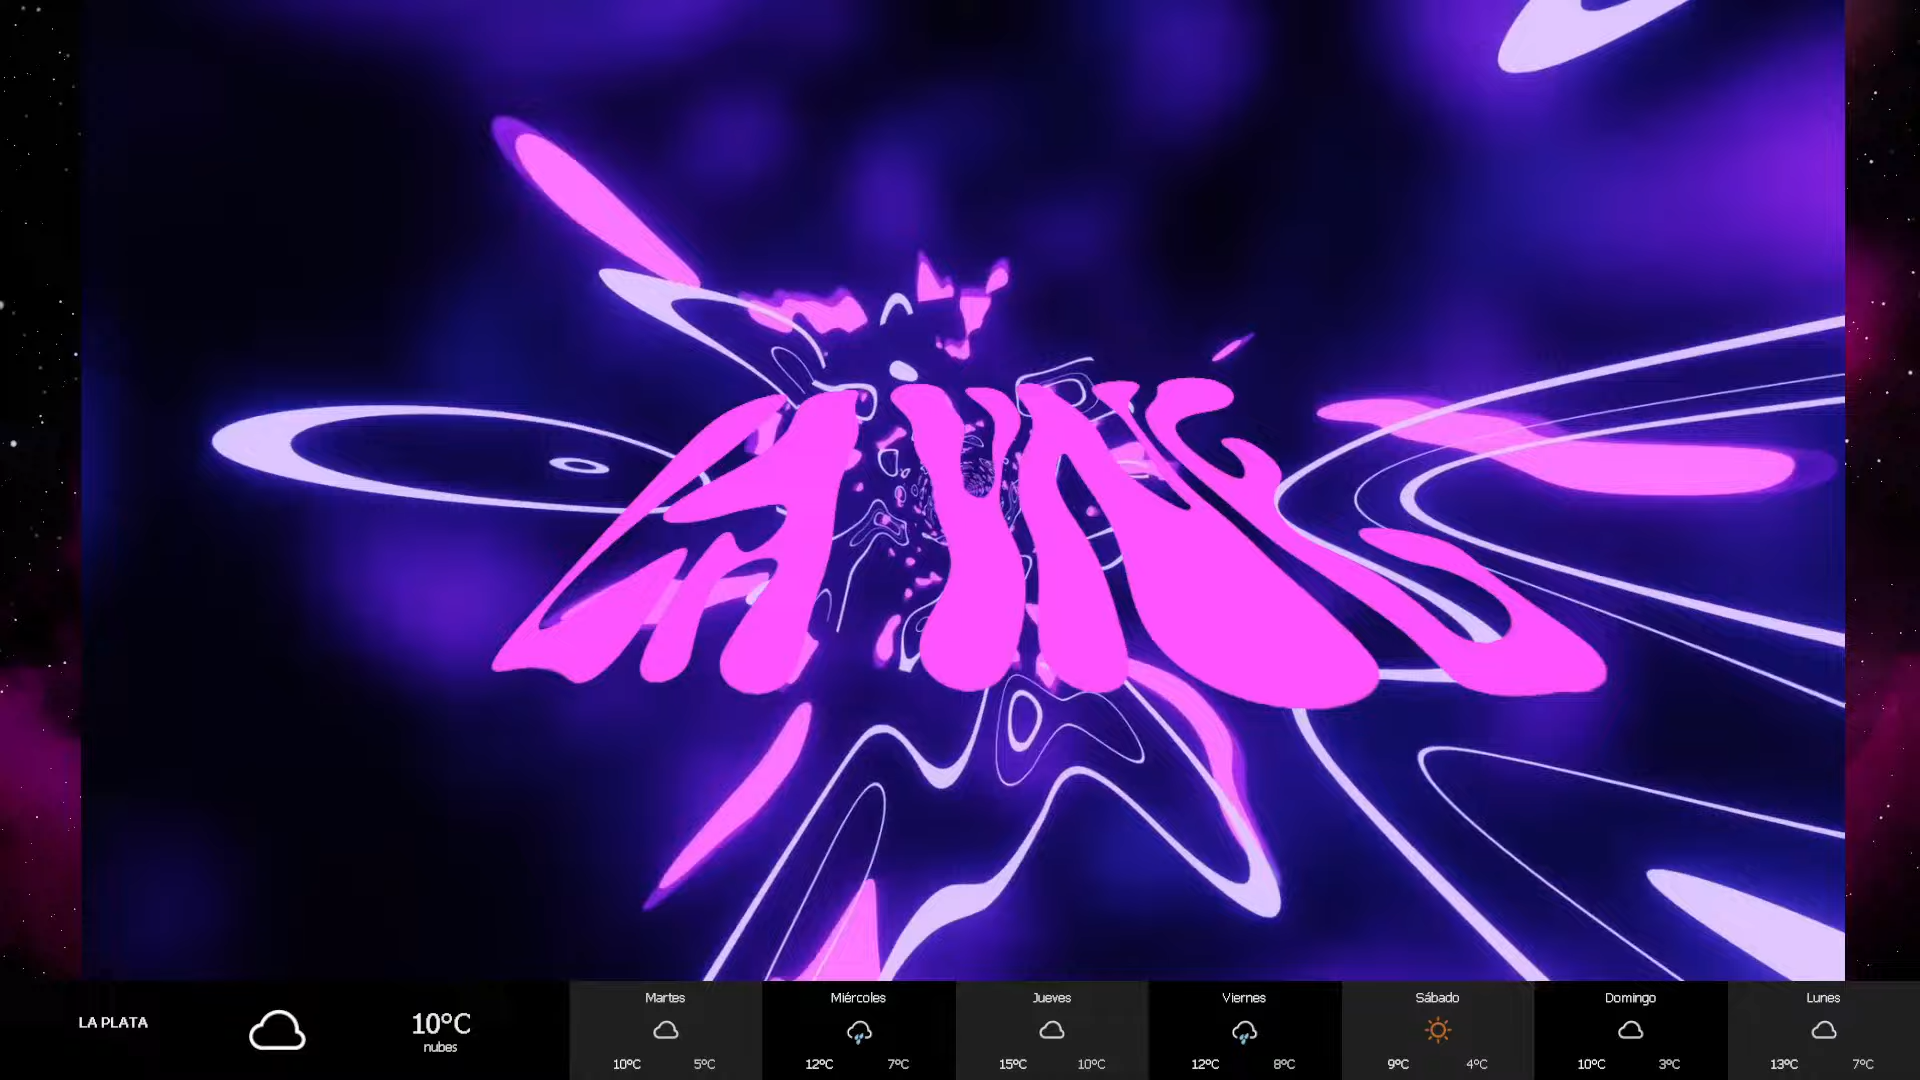 LA PLATA
10°C
nubes
Martes
10°C 5°C
Miércoles
12°C 7°C
Jueves
15°C 10°C
Viernes
12°C 8°C
Sábado
9°C 4°C
Domingo
10°C 3°C
Lunes
13°C 7°C